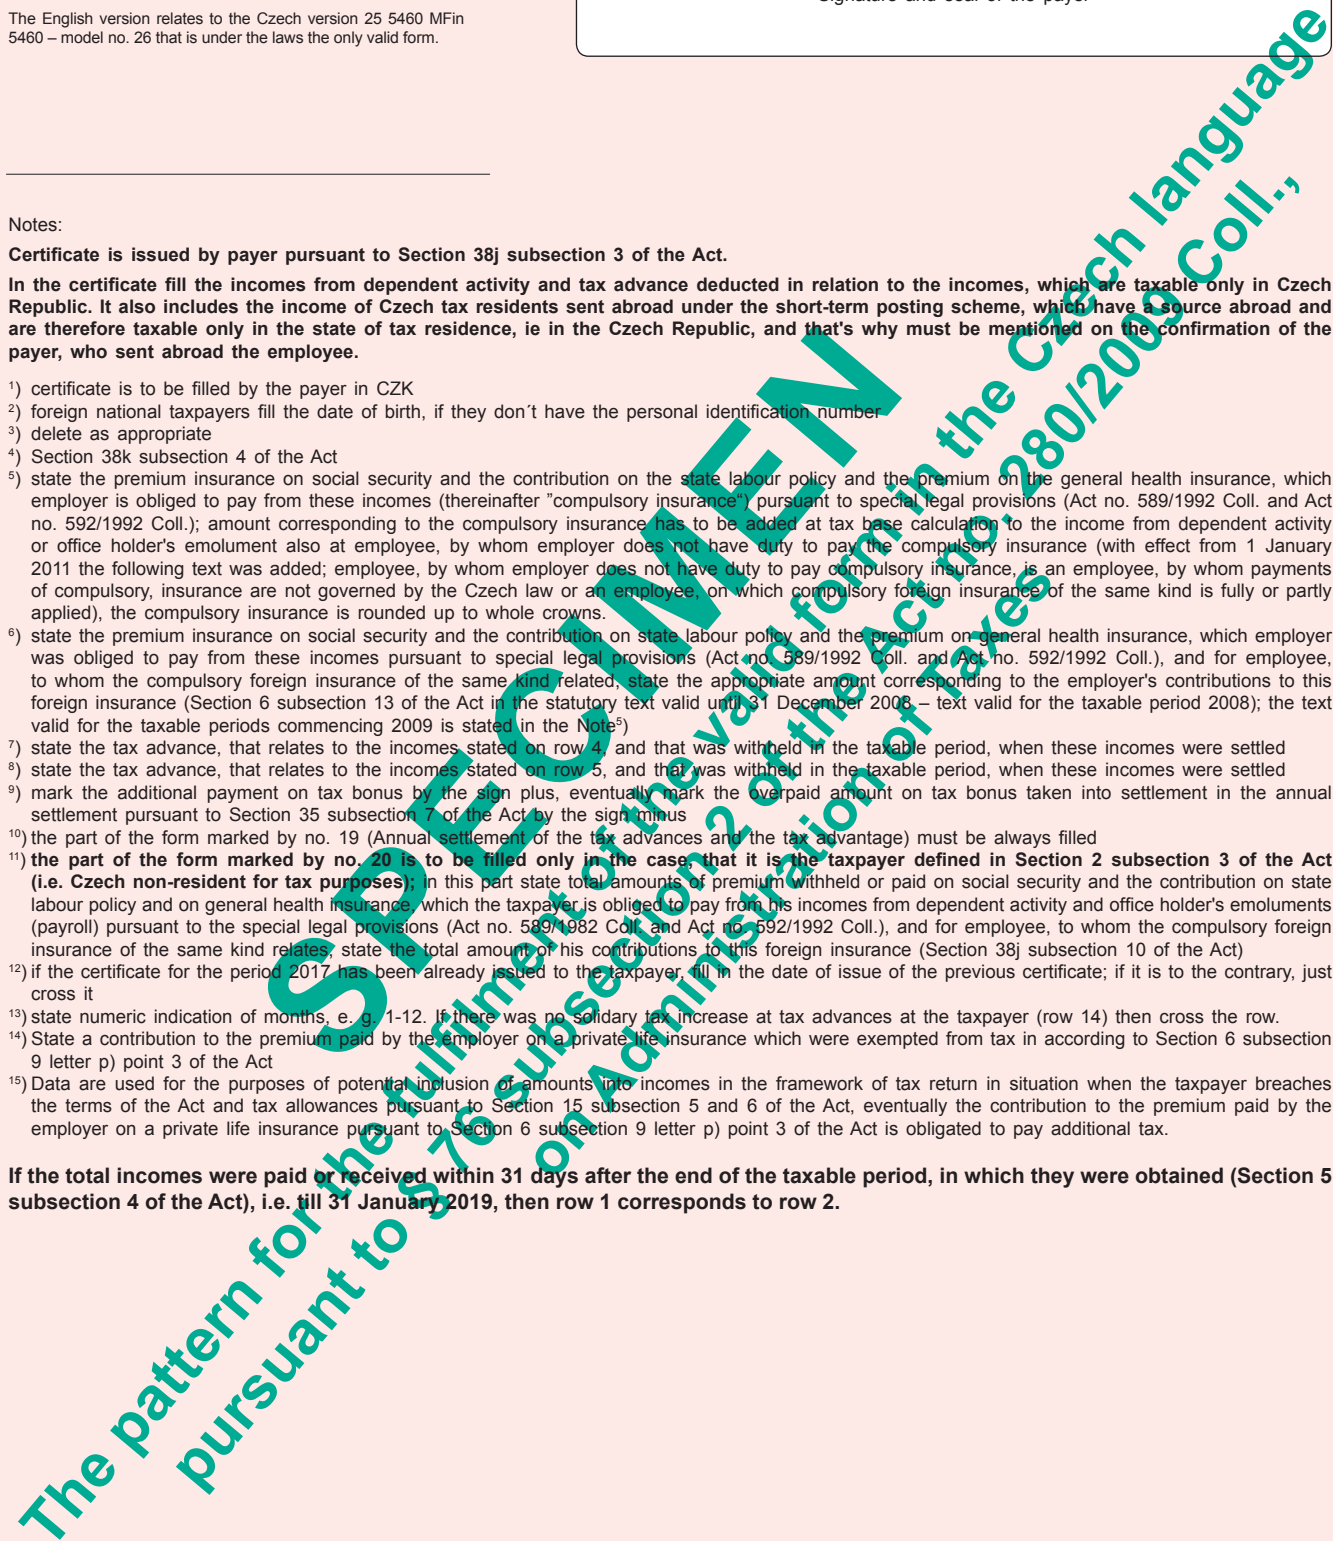 Signature and seal of the payer
The English version relates to the Czech version 25 5460 MFin
5460 – model no. 26 that is under the laws the only valid form.
Notes:
Certificate is issued by payer pursuant to Section 38j subsection 3 of the Act.
In the certificate fill the incomes from dependent activity and tax advance deducted in relation to the incomes, which are taxable only in Czech
Republic. It also includes the income of Czech tax residents sent abroad under the short-term posting scheme, which have a source abroad and
are therefore taxable only in the state of tax residence, ie in the Czech Republic, and that's why must be mentioned on the confirmation of the
payer, who sent abroad the employee.
1) certificate is to be filled by the payer in CZK
2) foreign national taxpayers fill the date of birth, if they don´t have the personal identification number
3) delete as appropriate
4) Section 38k subsection 4 of the Act
5) state the premium insurance on social security and the contribution on the state labour policy and the premium on the general health insurance, which
employer is obliged to pay from these incomes (thereinafter ”compulsory insurance“) pursuant to special legal provisions (Act no. 589/1992 Coll. and Act
no. 592/1992 Coll.); amount corresponding to the compulsory insurance has to be added at tax base calculation to the income from dependent activity
or office holder's emoluments also at employee, by whom employer does not have duty to pay the compulsory insurance (with effect from 1 January
2011 the following text was added; employee, by whom employer does not have duty to pay compulsory insurance, is an employee, by whom payments
of compulsory, insurance are not governed by the Czech law or an employee, on which compulsory foreign insurance of the same kind is fully or partly
applied), the compulsory insurance is rounded up to whole crowns.
6) state the premium insurance on social security and the contribution on state labour policy and the premium on general health insurance, which employer
was obliged to pay from these incomes pursuant to special legal provisions (Act no. 589/1992 Coll. and Act no. 592/1992 Coll.), and for employee,
to whom the compulsory foreign insurance of the same kind related, state the appropriate amount corresponding to the employer's contributions to this
foreign insurance (Section 6 subsection 13 of the Act in the statutory text valid until 31 December 2008 – text valid for the taxable period 2008); the text
valid for the taxable periods commencing 2009 is stated in the Note5)
7) state the tax advance, that relates to the incomes stated on row 4, and that was withheld in the taxable period, when these incomes were settled
8) state the tax advance, that relates to the incomes stated on row 5, and that was withheld in the taxable period, when these incomes were settled
9) mark the additional payment on tax bonus by the sign plus, eventually mark the overpaid amount on tax bonus taken into settlement in the annual
settlement pursuant to Section 35 subsection 7 of the Act by the sign minus
10) the part of the form marked by no. 19 (Annual settlement of the tax advances and the tax advantage) must be always filled
11) the part of the form marked by no. 20 is to be filled only in the case, that it is the taxpayer defined in Section 2 subsection 3 of the Act
(i.e. Czech non-resident for tax purposes); in this part state total amounts of premium withheld or paid on social security and the contribution on state
labour policy and on general health insurance, which the taxpayer is obliged to pay from his incomes from dependent activity and office holder's emoluments
(payroll) pursuant to the special legal provisions (Act no. 589/1982 Coll. and Act no. 592/1992 Coll.), and for employee, to whom the compulsory foreign
insurance of the same kind relates, state the total amount of his contributions to this foreign insurance (Section 38j subsection 10 of the Act)
12) if the certificate for the period 2017 has been already issued to the taxpayer, fill in the date of issue of the previous certificate; if it is to the contrary, just
cross it
13) state numeric indication of months, e. g. 1-12. If there was no solidary tax increase at tax advances at the taxpayer (row 14) then cross the row.
14) State a contribution to the premium paid by the employer on a private life insurance which were exempted from tax in according to Section 6 subsection
9 letter p) point 3 of the Act
15) Data are used for the purposes of potential inclusion of amounts into incomes in the framework of tax return in situation when the taxpayer breaches
the terms of the Act and tax allowances pursuant to Section 15 subsection 5 and 6 of the Act, eventually the contribution to the premium paid by the
employer on a private life insurance pursuant to Section 6 subsection 9 letter p) point 3 of the Act is obligated to pay additional tax.
If the total incomes were paid or received within 31 days after the end of the taxable period, in which they were obtained (Section 5
subsection 4 of the Act), i.e. till 31 January 2019, then row 1 corresponds to row 2.
SPECIMEN
The pattern for the fulfilment of the valid form in the Czech language
pursuant to § 76 subsection 2 of the Act no. 280/2009 Coll.,
on Administration of Taxes